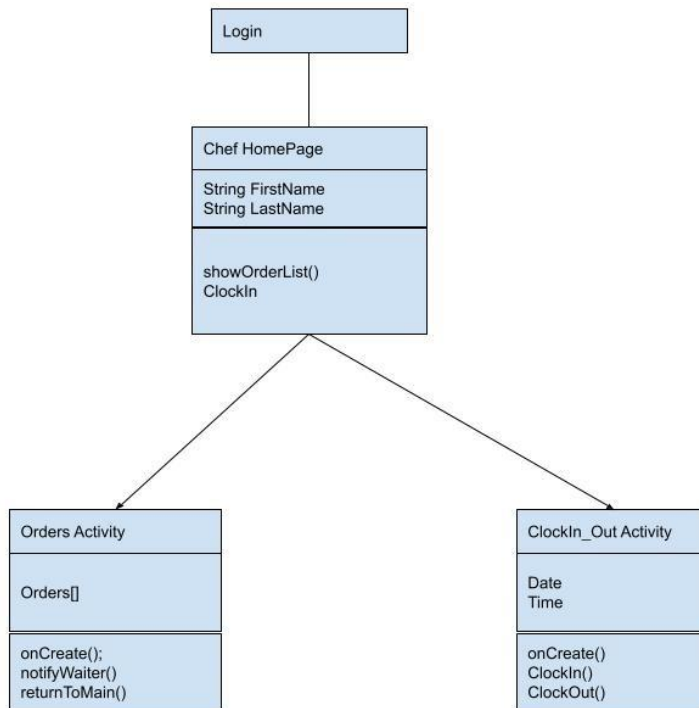 Login
Chef HomePage
String FirstName
String LastName
showOrderList()
ClockIn
Orders Activity
Orders[]
onCreate();
notifyWaiter()
returnToMain()
ClockIn_Out Activity
Date
Time
onCreate()
ClockIn()
ClockOut()